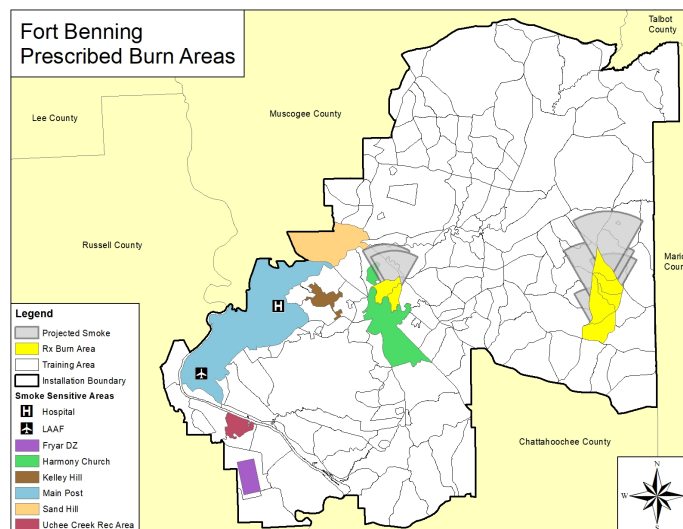 Fort Benning
Prescribed Burn Areas
Talbot
County
Lee County
Muscogee County
Russell County
H
Chattahoochee County
Legend
Projected Smoke
Rx Burn Area
Training Area
Installation Boundary
Smoke Sensitive Areas
H Hospital
LAAF
Fryar DZ
Harmony Church
Kelley Hill
Main Post
Sand Hill
Uchee Creek Rec Area
N
W
S